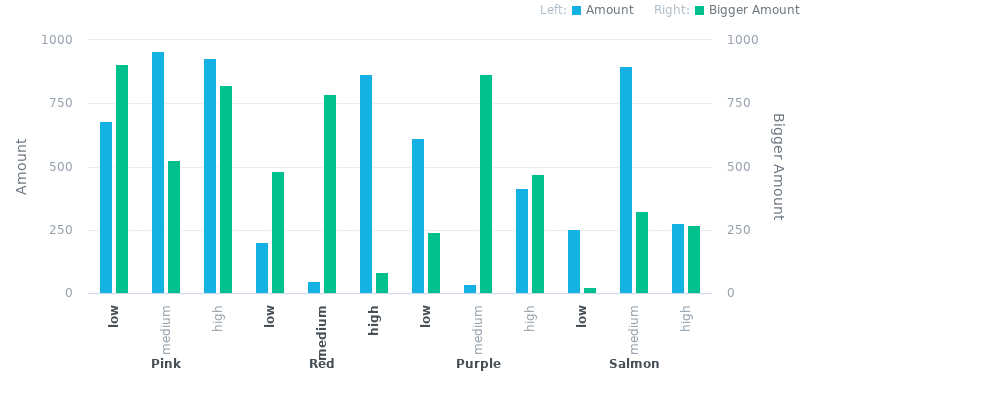 Left: Amount Right: Bigger Amount
1000 1000
750 750
500 500
250 250
0 0
Amount
Bigger Amount
low medium high low medium high low medium high low medium high
Pink Red Purple Salmon